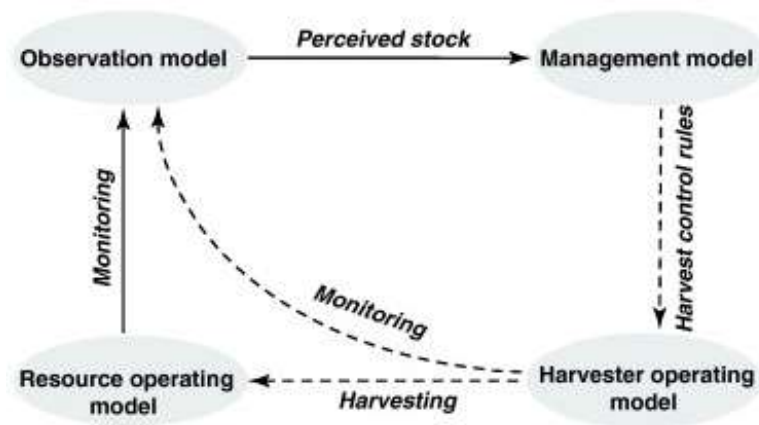 Perceived stock
Observation model
Management model
Harvest control rules
Monitoring
Monitoring
Resource operating
model
Harvesting
Harvester operating
model